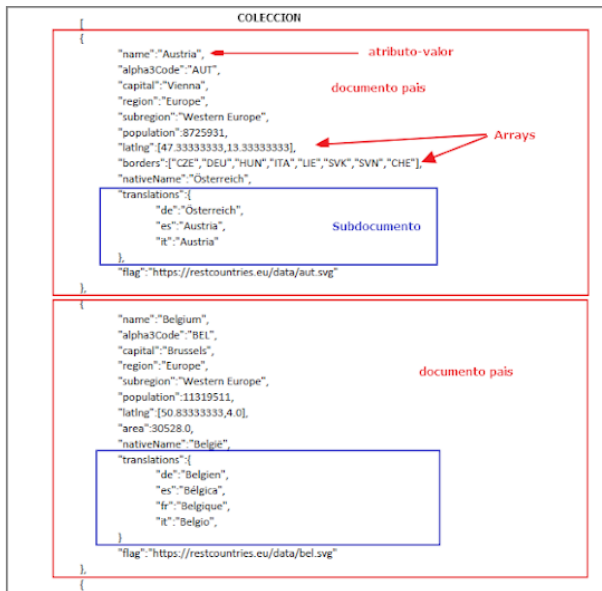 COLECCION
[
{
"name":"Austria", atributo-valor
"alpha3Code":"AUT",
"capital":"Vienna", documento pais
"region":"Europe",
"subregion":"Western Europe",
"population":8725931,
"latlng":[47.33333333,13.33333333], Arrays
"borders":["CZE","DEU","HUN","ITA","LIE","SVK","SVN","CHE"],
"nativeName":"Österreich",
"translations":{
"de":"Österreich",
"es":"Austria", Subdocumento
"it":"Austria"
},
"flag":"https://restcountries.eu/data/aut.svg"
},
{
"name":"Belgium",
"alpha3Code":"BEL",
"capital":"Brussels",
"region":"Europe",
"subregion":"Western Europe", documento pais
"population":11319511,
"latlng":[50.83333333,4.0],
"area":30528.0,
"nativeName":"België",
"translations":{
"de":"Belgien",
"es":"Bélgica",
"fr":"Belgique",
"it":"Belgio",
}
"flag":"https://restcountries.eu/data/bel.svg"
},
{